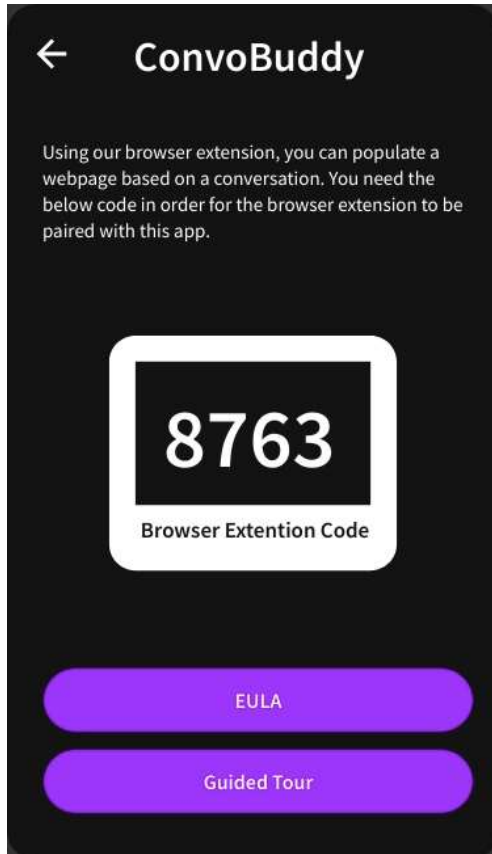 ConvoBuddy
Using our browser extension, you can populate a
webpage based on a conversation. You need the
below code in order for the browser extension to be
paired with this app.
8763
Browser Extention Code
EULA
Guided Tour